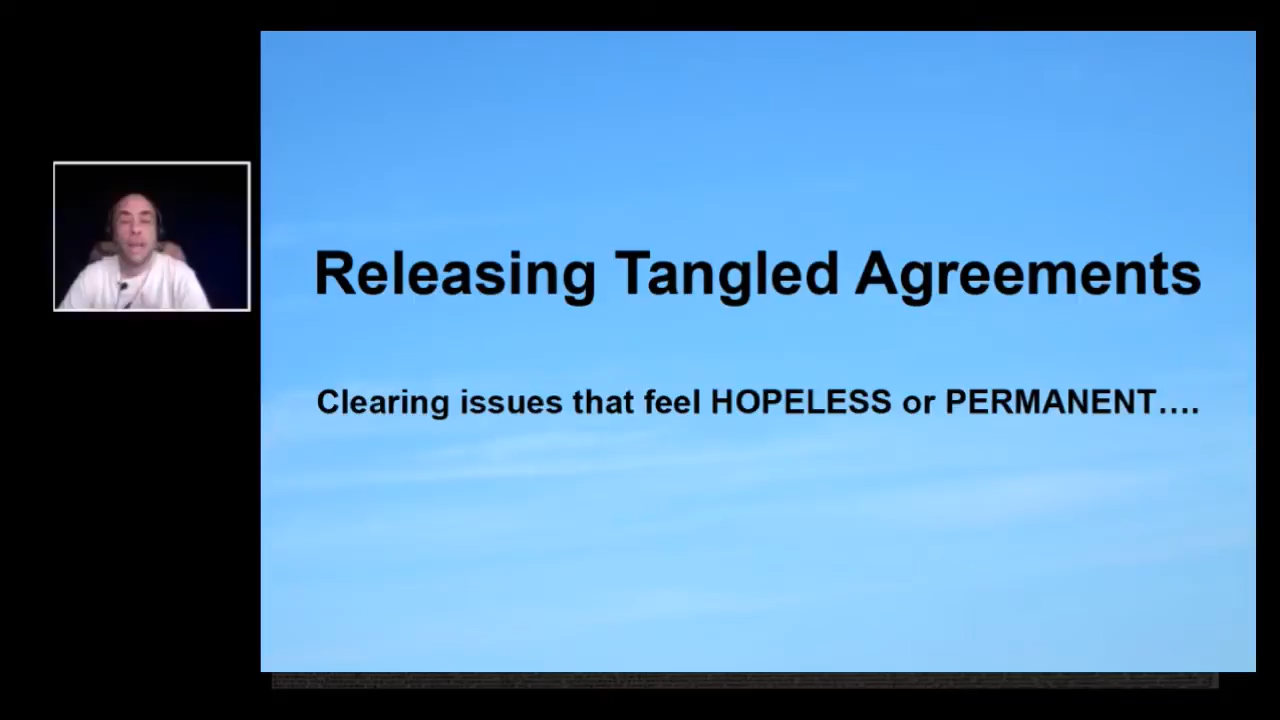 Releasing Tangled Agreements
Clearing issues that feel HOPELESS or PERMANENT....